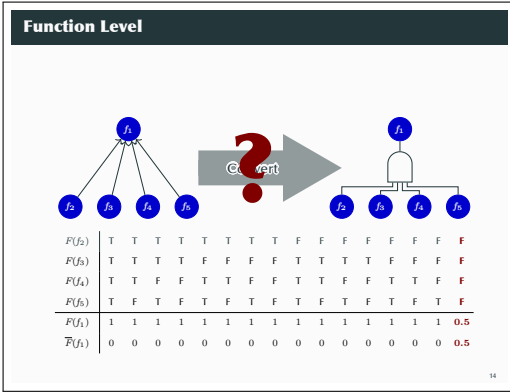 Function Level
f₁
f₁
?
Convert
f₂ f₃ f₄ f₅
f₂ f₃ f₄ f₅
F(f₂) T T T T T T T T F F F F F F F F
F(f₃) T T T T F F F F T T T T F F F F
F(f₄) T T F F T T F F T T F F T T F F
F(f₅) T F T F T F T F T F T F T F T F
F(f₁) 1 1 1 1 1 1 1 1 1 1 1 1 1 1 1 0.5
F̅(f₁) 0 0 0 0 0 0 0 0 0 0 0 0 0 0 0 0.5
14